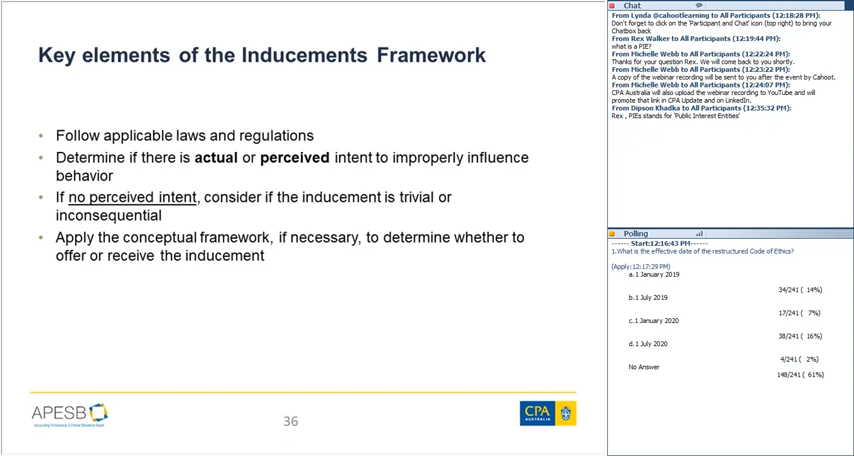 Key elements of the Inducements Framework
• Follow applicable laws and regulations
• Determine if there is actual or perceived intent to improperly influence
behavior
• If no perceived intent, consider if the inducement is trivial or
inconsequential
• Apply the conceptual framework, if necessary, to determine whether to
offer or receive the inducement
APESB
36
CPA
AUSTRALIA
Chat
From Lynda @cahootlearning to All Participants (12:18:28 PM):
Don't forget to click on the 'Participant and Chat' icon (top right) to bring your
Chatbox back
From Rex Walker to All Participants (12:19:44 PM):
what is a PIE?
From Michelle Webb to All Participants (12:22:24 PM):
Thanks for your question Rex. We will come back to you shortly.
From Michelle Webb to All Participants (12:23:22 PM):
A copy of the webinar recording will be sent to you after the event by Cahoot.
From Michelle Webb to All Participants (12:24:07 PM):
CPA Australia will also upload the webinar recording to YouTube and will
promote that link in CPA Update and on LinkedIn.
From Dipson Khadka to All Participants (12:35:32 PM):
Rex , PIEs stands for 'Public Interest Entities'
Polling
------ Start:12:16:43 PM------
1.What is the effective date of the restructured Code of Ethics?
(Apply:12:17:29 PM)
a.1 January 2019
34/241 ( 14%)
b.1 July 2019
17/241 ( 7%)
c.1 January 2020
38/241 ( 16%)
d.1 July 2020
4/241 ( 2%)
No Answer
148/241 ( 61%)